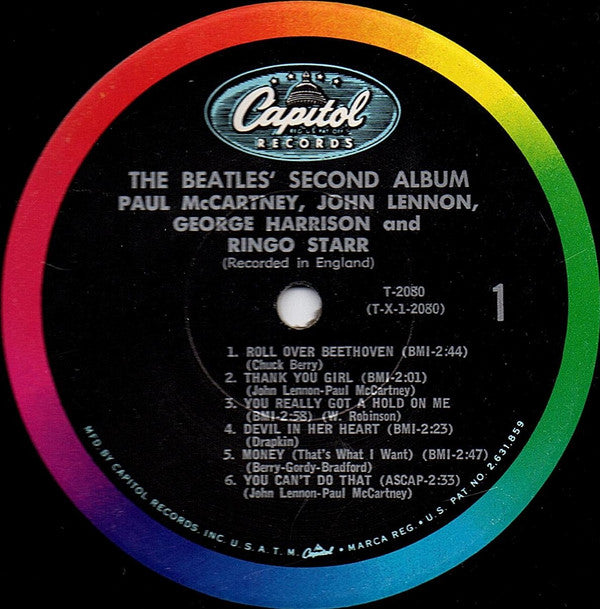 Capitol
REG. U.S. PAT. OFF.
RECORDS
THE BEATLES' SECOND ALBUM
PAUL McCARTNEY, JOHN LENNON,
GEORGE HARRISON and
RINGO STARR
(Recorded in England)
T-2080
(T-X-1-2080)
1
1. ROLL OVER BEETHOVEN (BMI-2:44)
(Chuck Berry)
2. THANK YOU GIRL (BMI-2:01)
(John Lennon-Paul McCartney)
3. YOU REALLY GOT A HOLD ON ME
(BMI-2:58) (W. Robinson)
4. DEVIL IN HER HEART (BMI-2:23)
(Drapkin)
5. MONEY (That's What I Want) (BMI-2:47)
(Berry-Gordy-Bradford)
6. YOU CAN'T DO THAT (ASCAP-2:33)
(John Lennon-Paul McCartney)
MFD. BY CAPITOL RECORDS, INC. U.S.A. T.M. Capitol • MARCA REG. • U.S. PAT. NO. 2,631,859